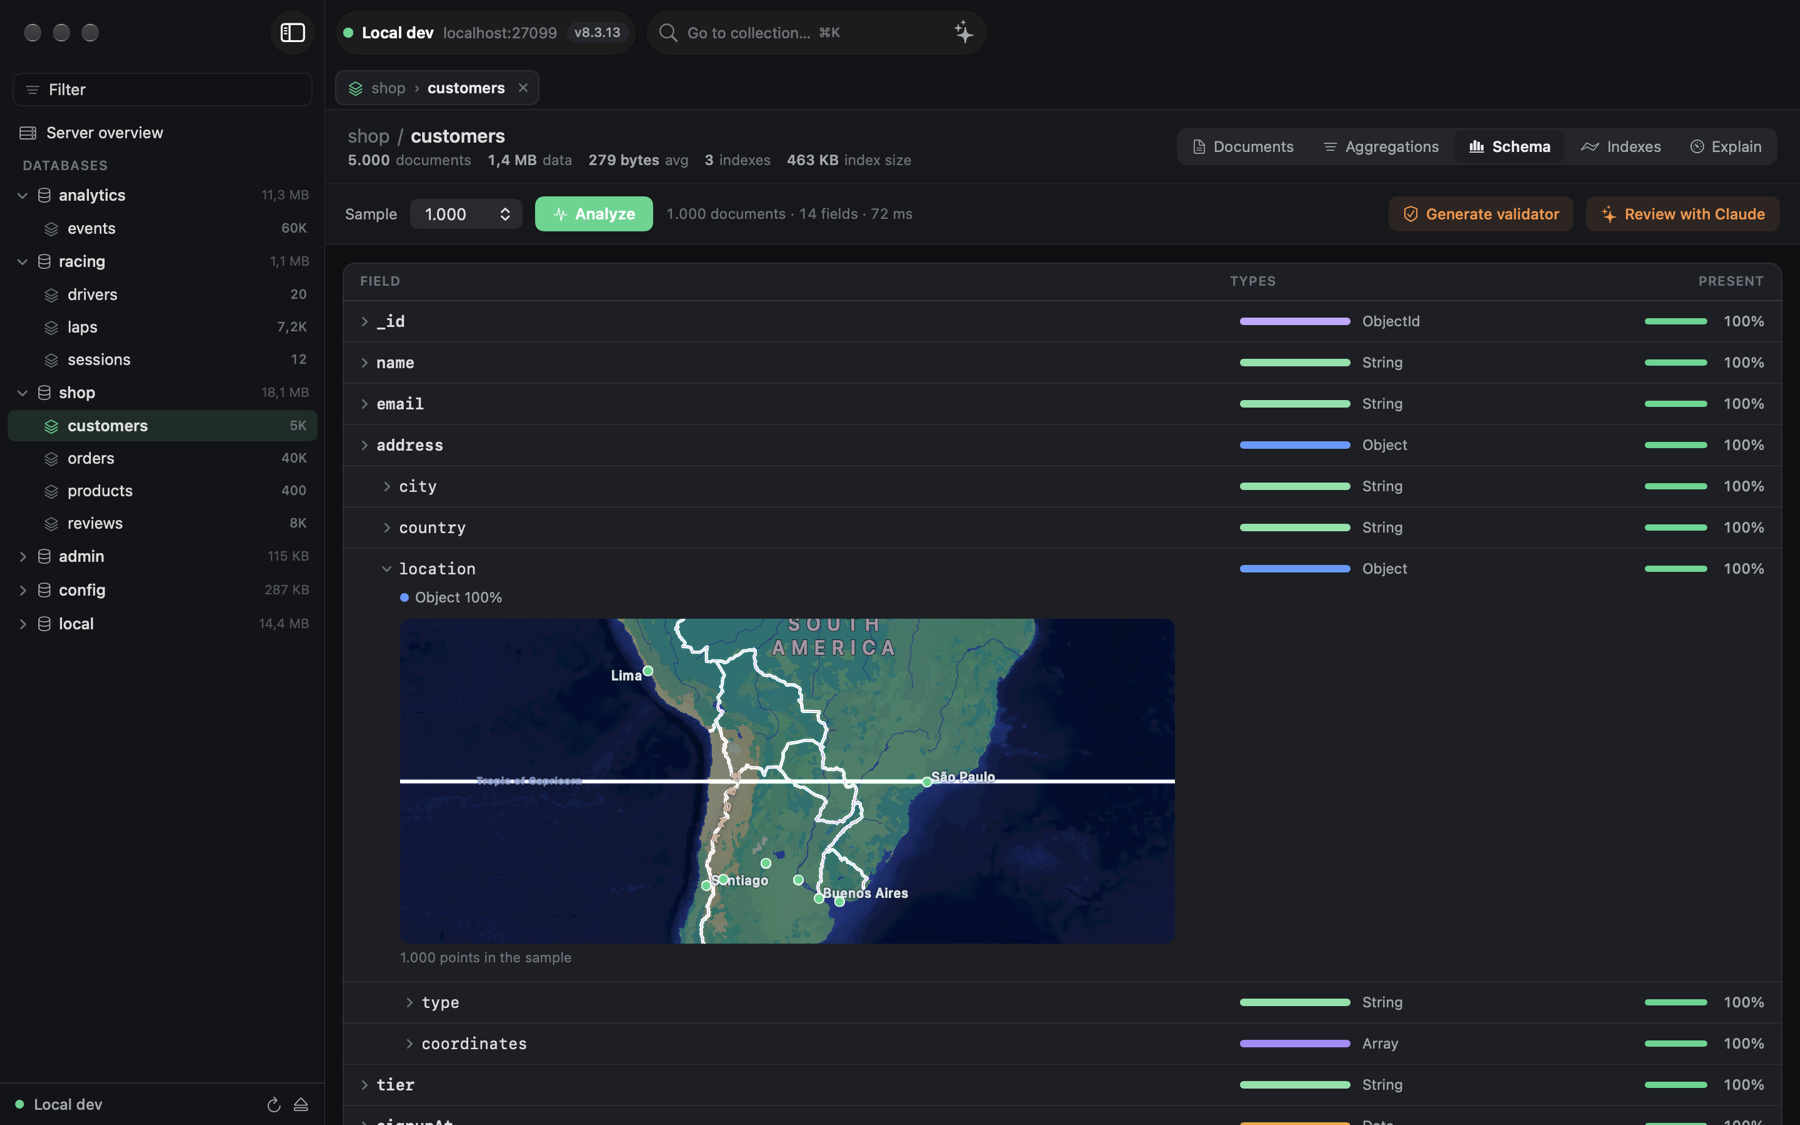 Local dev localhost:27099 v8.3.13
Go to collection... ⌘K
Filter
shop › customers
Server overview
DATABASES
analytics 11,3 MB
events 60K
racing 1,1 MB
drivers 20
laps 7,2K
sessions 12
shop 18,1 MB
customers 5K
orders 40K
products 400
reviews 8K
admin 115 KB
config 287 KB
local 14,4 MB
Local dev
shop / customers
5.000 documents 1,4 MB data 279 bytes avg 3 indexes 463 KB index size
Documents Aggregations Schema Indexes Explain
Sample 1.000 Analyze 1.000 documents · 14 fields · 72 ms
Generate validator Review with Claude
FIELD TYPES PRESENT
_id ObjectId 100%
name String 100%
email String 100%
address Object 100%
city String 100%
country String 100%
location Object 100%
Object 100%
SOUTH
AMERICA
Lima
Tropic of Capricorn
São Paulo
Santiago
Buenos Aires
1.000 points in the sample
type String 100%
coordinates Array 100%
tier String 100%
signupAt Date 100%